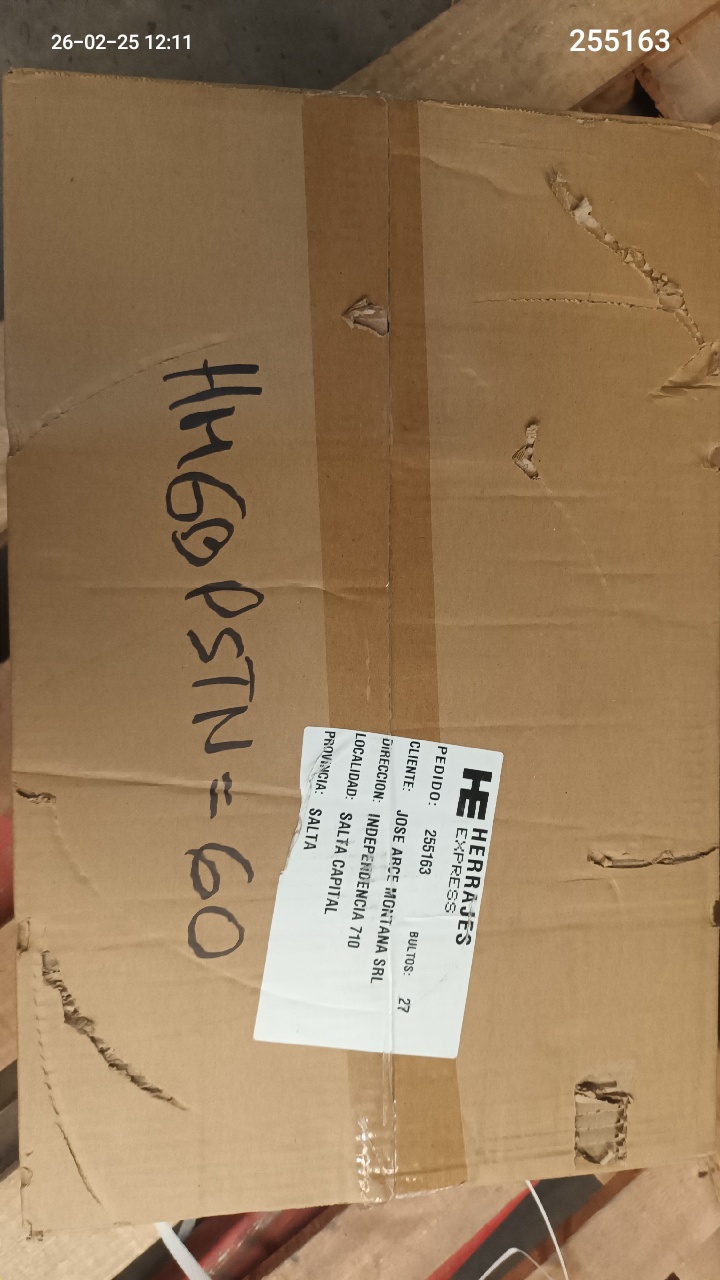 26-02-25 12:11
255163
HM60PSTN = 60
HE HERRAJES
EXPRESS
PEDIDO: 255163 BULTOS: 27
CLIENTE: JOSE ARCE MONTANA SRL
DIRECCION: INDEPENDENCIA 710
LOCALIDAD: SALTA CAPITAL
PROVINCIA: SALTA